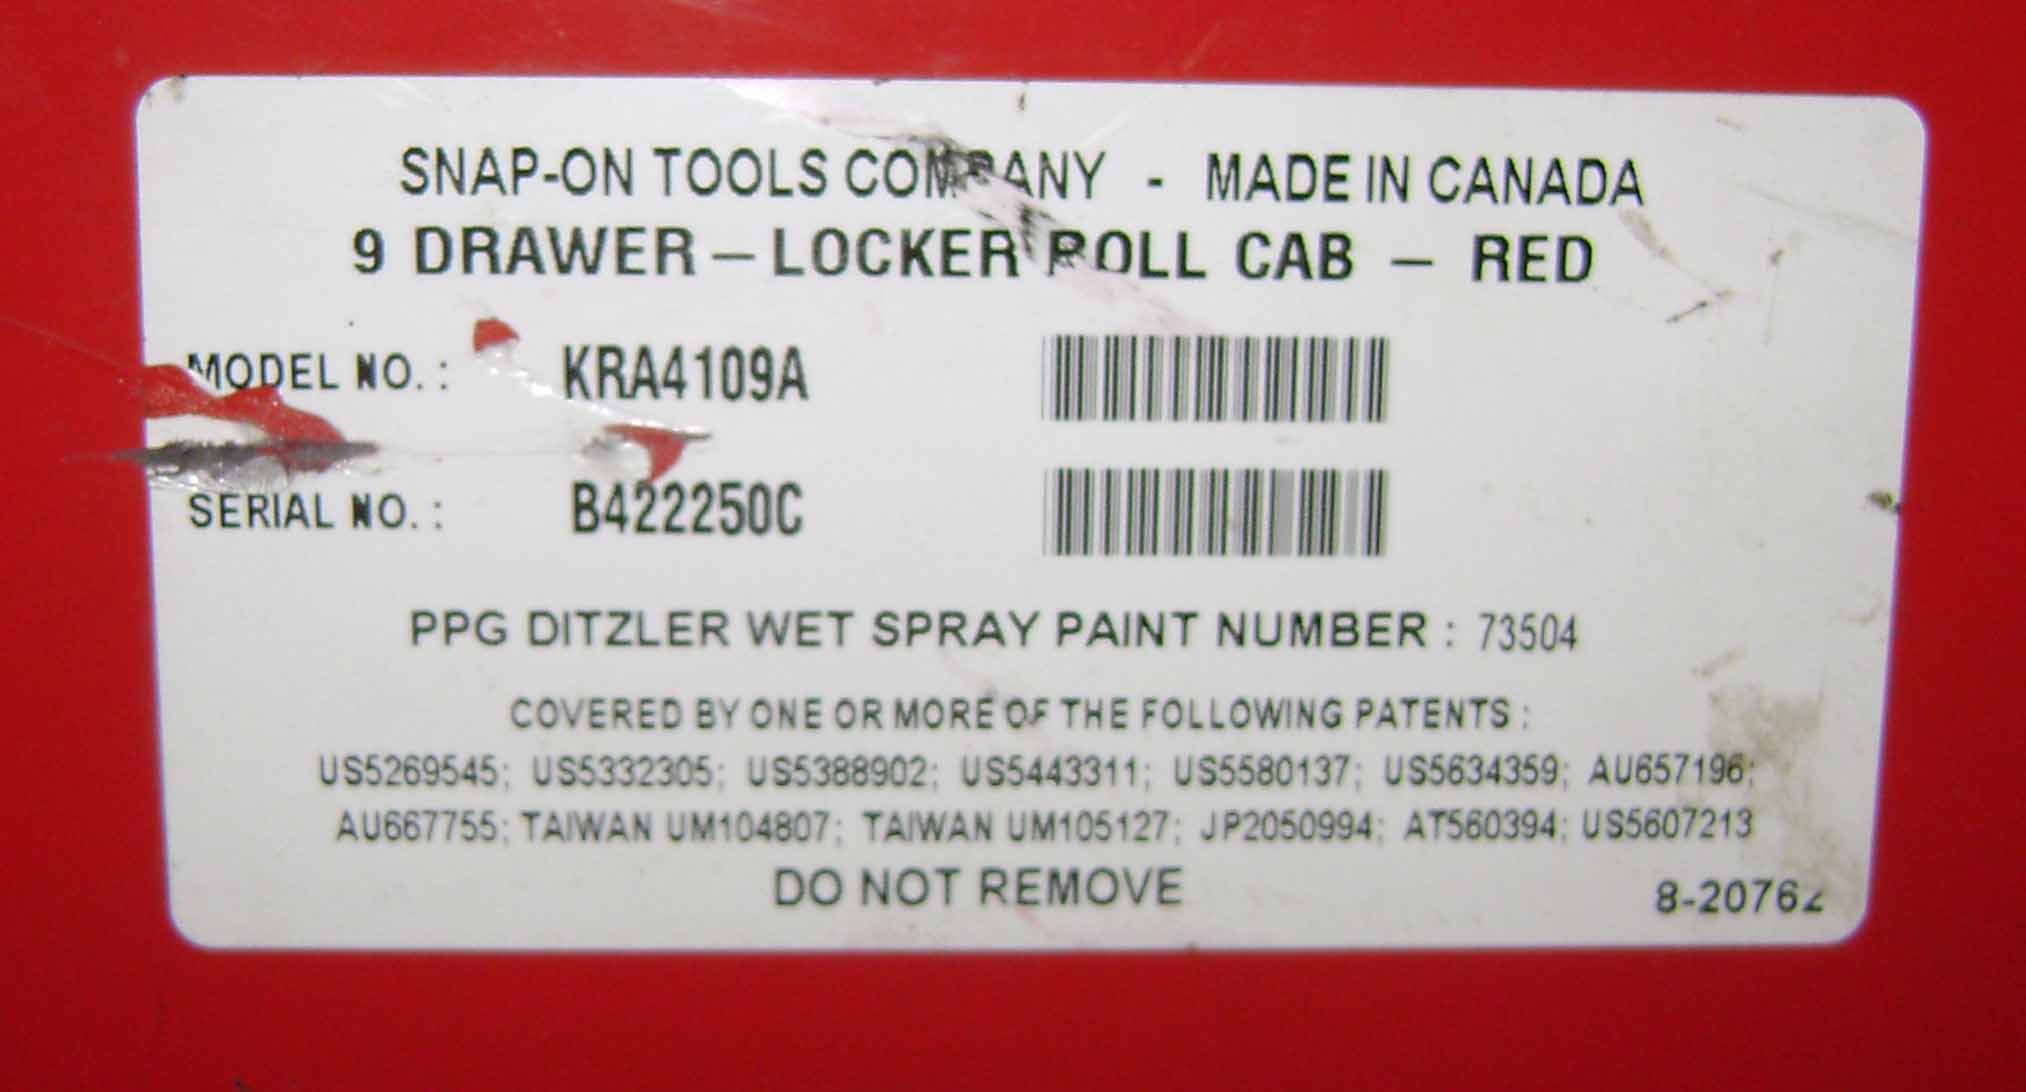 SNAP-ON TOOLS COMPANY - MADE IN CANADA
9 DRAWER – LOCKER ROLL CAB – RED
MODEL NO. : KRA4109A
SERIAL NO. : B422250C
PPG DITZLER WET SPRAY PAINT NUMBER : 73504
COVERED BY ONE OR MORE OF THE FOLLOWING PATENTS :
US5269545; US5332305; US5388902; US5443311; US5580137; US5634359; AU657196;
AU667755; TAIWAN UM104807; TAIWAN UM105127; JP2050994; AT560394; US5607213
DO NOT REMOVE
8-20762